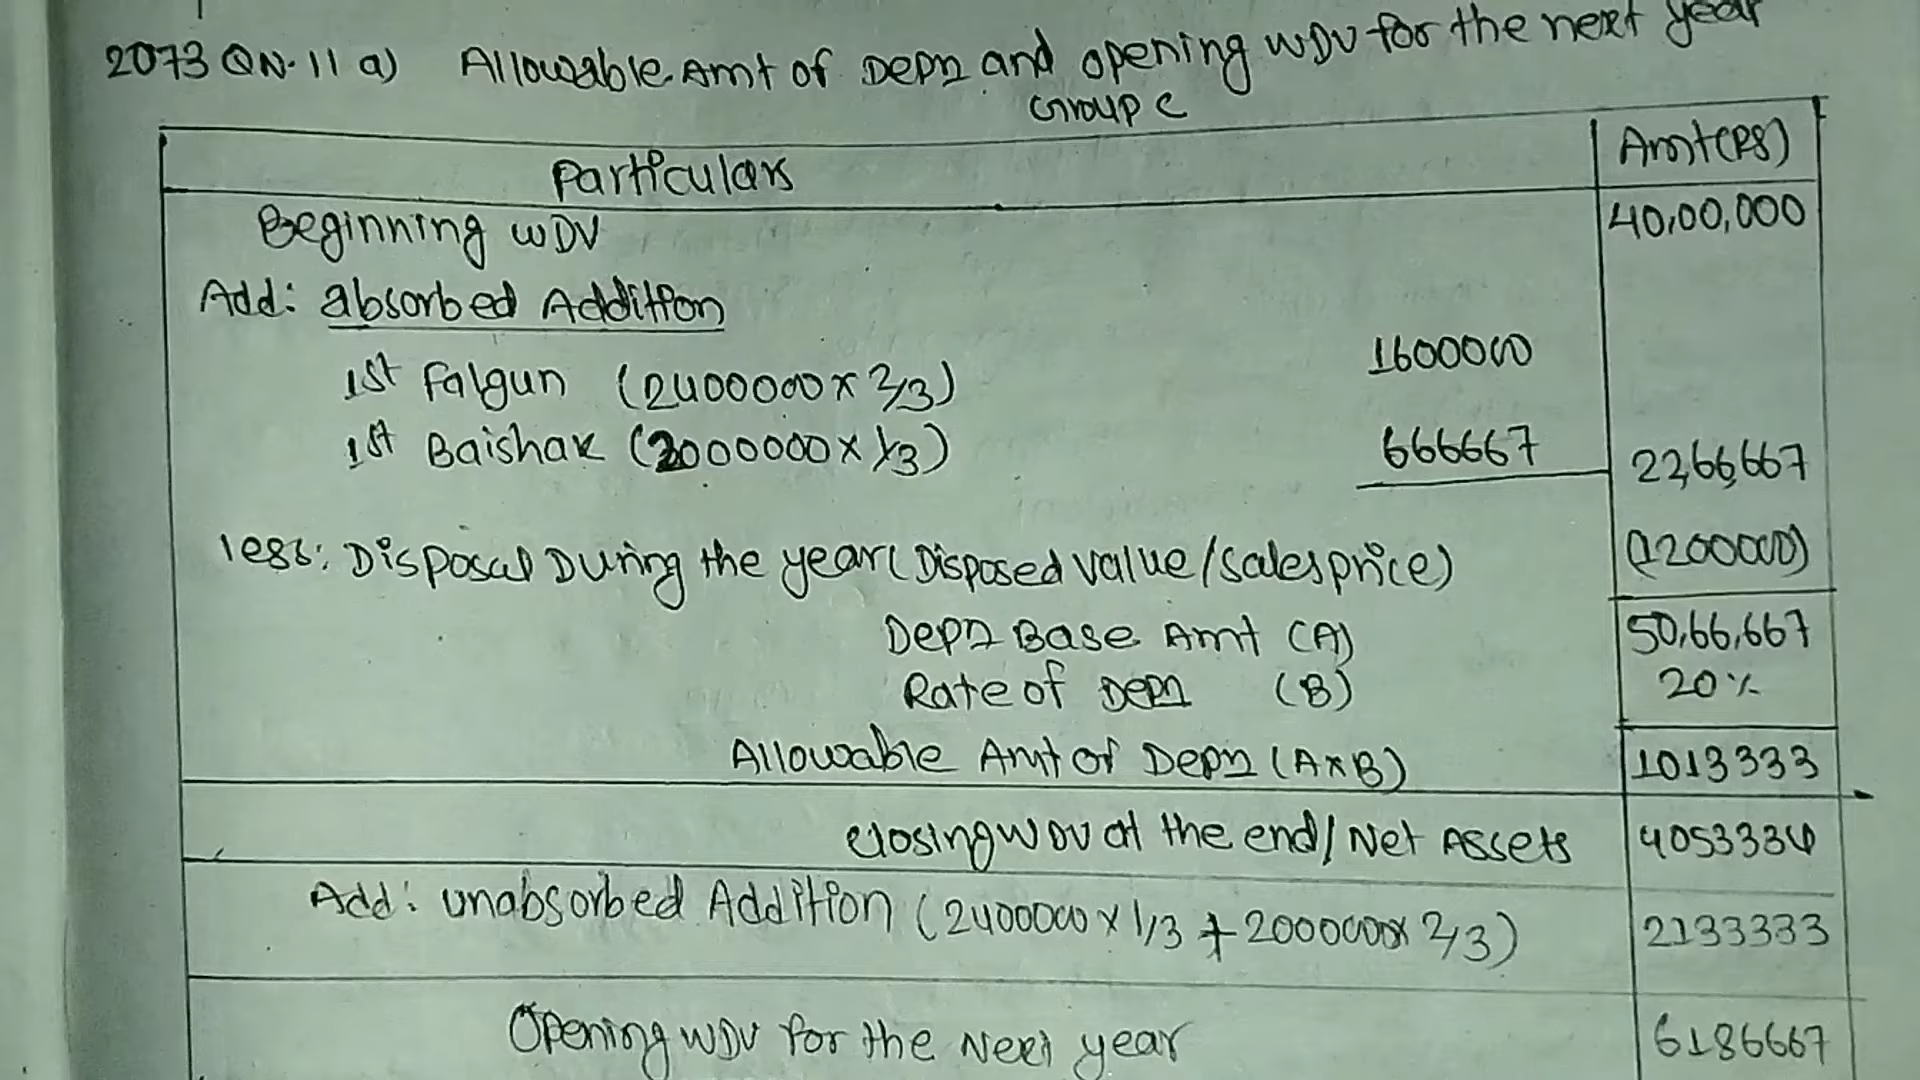 2073 QN.11 a) Allowable Amt of Depn and opening WDV for the next year
Group C
Particulars Amt(RS)
Beginning WDV 40,00,000
Add: absorbed Addition
1st Falgun (2400000 x 2/3) 1600000
1st Baishak (2000000 x 1/3) 666667 22,66,667
less: Disposal During the year (Disposed value/sales price) (1200000)
Depn Base Amt (A) 50,66,667
Rate of Depn (B) 20%
Allowable Amt of Depn (AxB) 1013333
closing WDV at the end/ Net Assets 4053334
Add: unabsorbed Addition (2400000 x 1/3 + 2000000x 2/3) 2133333
Opening WDV for the Next year 6186667